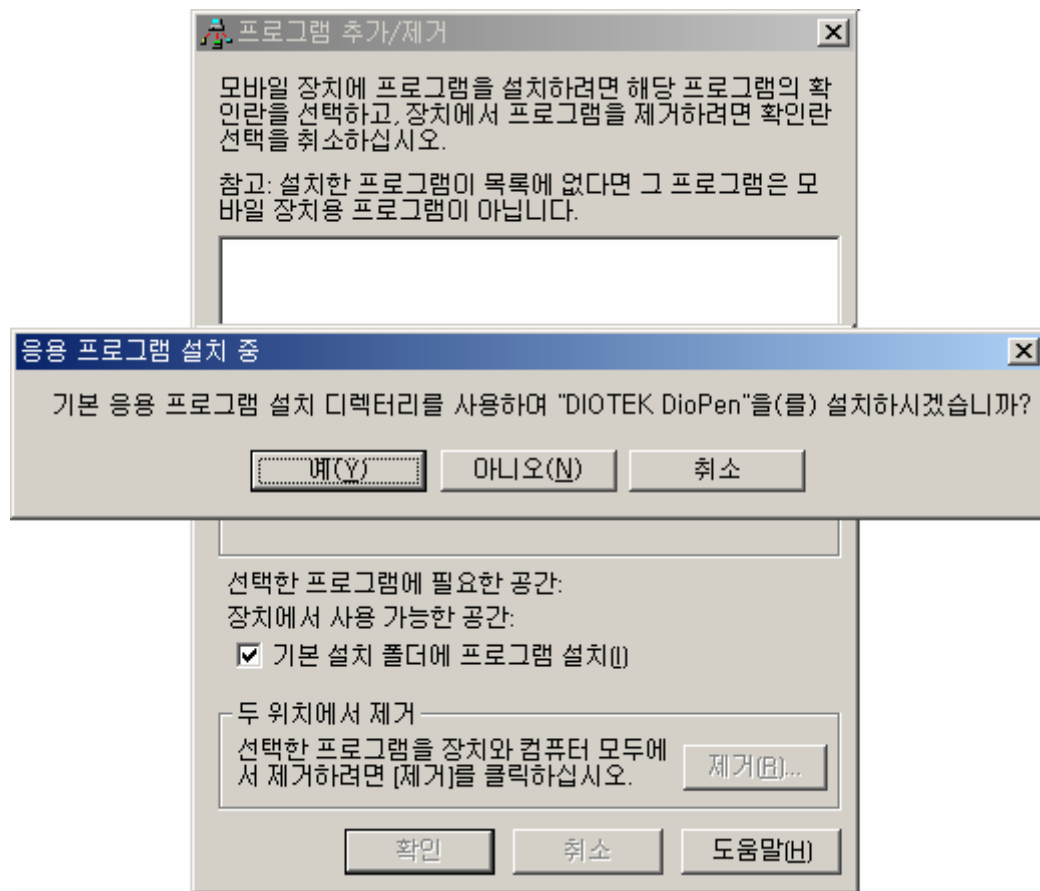 프로그램 추가/제거
모바일 장치에 프로그램을 설치하려면 해당 프로그램의 확
인란을 선택하고, 장치에서 프로그램을 제거하려면 확인란
선택을 취소하십시오.
참고: 설치한 프로그램이 목록에 없다면 그 프로그램은 모
바일 장치용 프로그램이 아닙니다.
응용 프로그램 설치 중
기본 응용 프로그램 설치 디렉터리를 사용하여 "DIOTEK DioPen"을(를) 설치하시겠습니까?
예(Y) 아니오(N) 취소
선택한 프로그램에 필요한 공간:
장치에서 사용 가능한 공간:
기본 설치 폴더에 프로그램 설치(I)
두 위치에서 제거
선택한 프로그램을 장치와 컴퓨터 모두에
서 제거하려면 [제거]를 클릭하십시오.
제거(R)...
확인 취소 도움말(H)